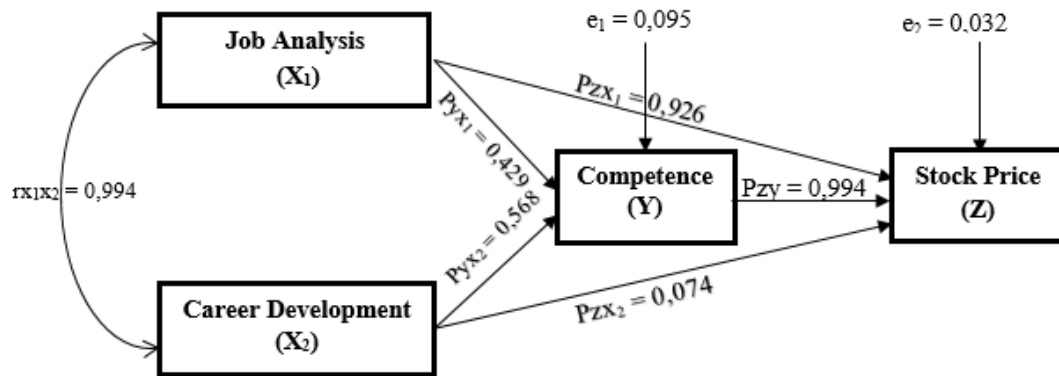 e₁ = 0,095
e₂ = 0,032
Job Analysis
(X₁)
Pzx₁ = 0,926
Pyx₁ = 0,429
rx₁x₂ = 0,994
Competence
(Y)
Pzy = 0,994
Stock Price
(Z)
Pyx₂ = 0,568
Career Development
(X₂)
Pzx₂ = 0,074